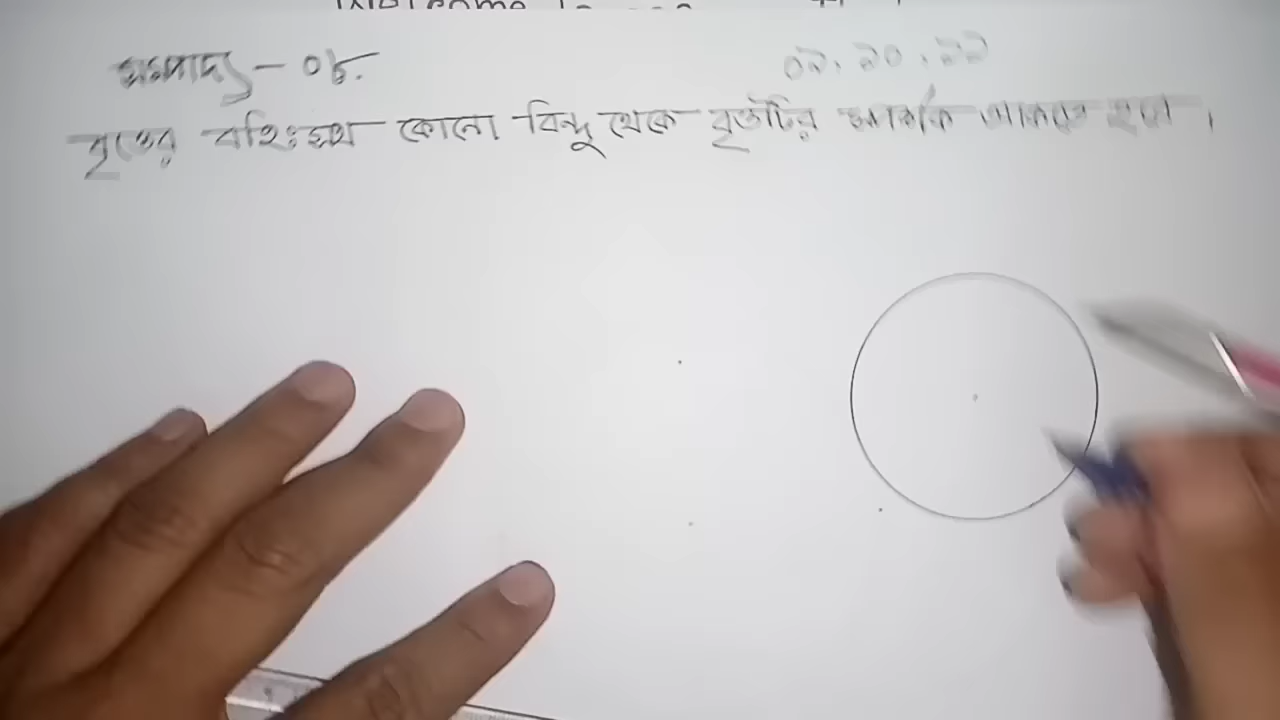 সম্পাদ্য - ০৮.
০২.১০.২২
বৃত্তের বহিঃস্থ কোনো বিন্দু থেকে বৃত্তটির স্পর্শক আঁকতে হবে।